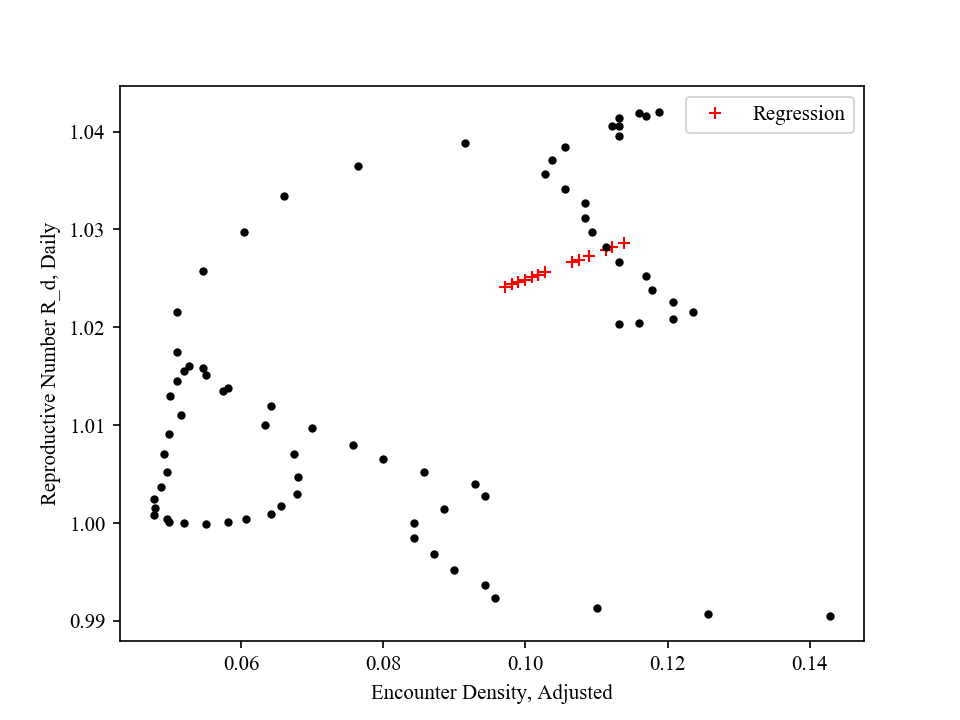 Regression
1.04
1.03
1.02
1.01
1.00
0.99
Reproductive Number R_d, Daily
0.06 0.08 0.10 0.12 0.14
Encounter Density, Adjusted